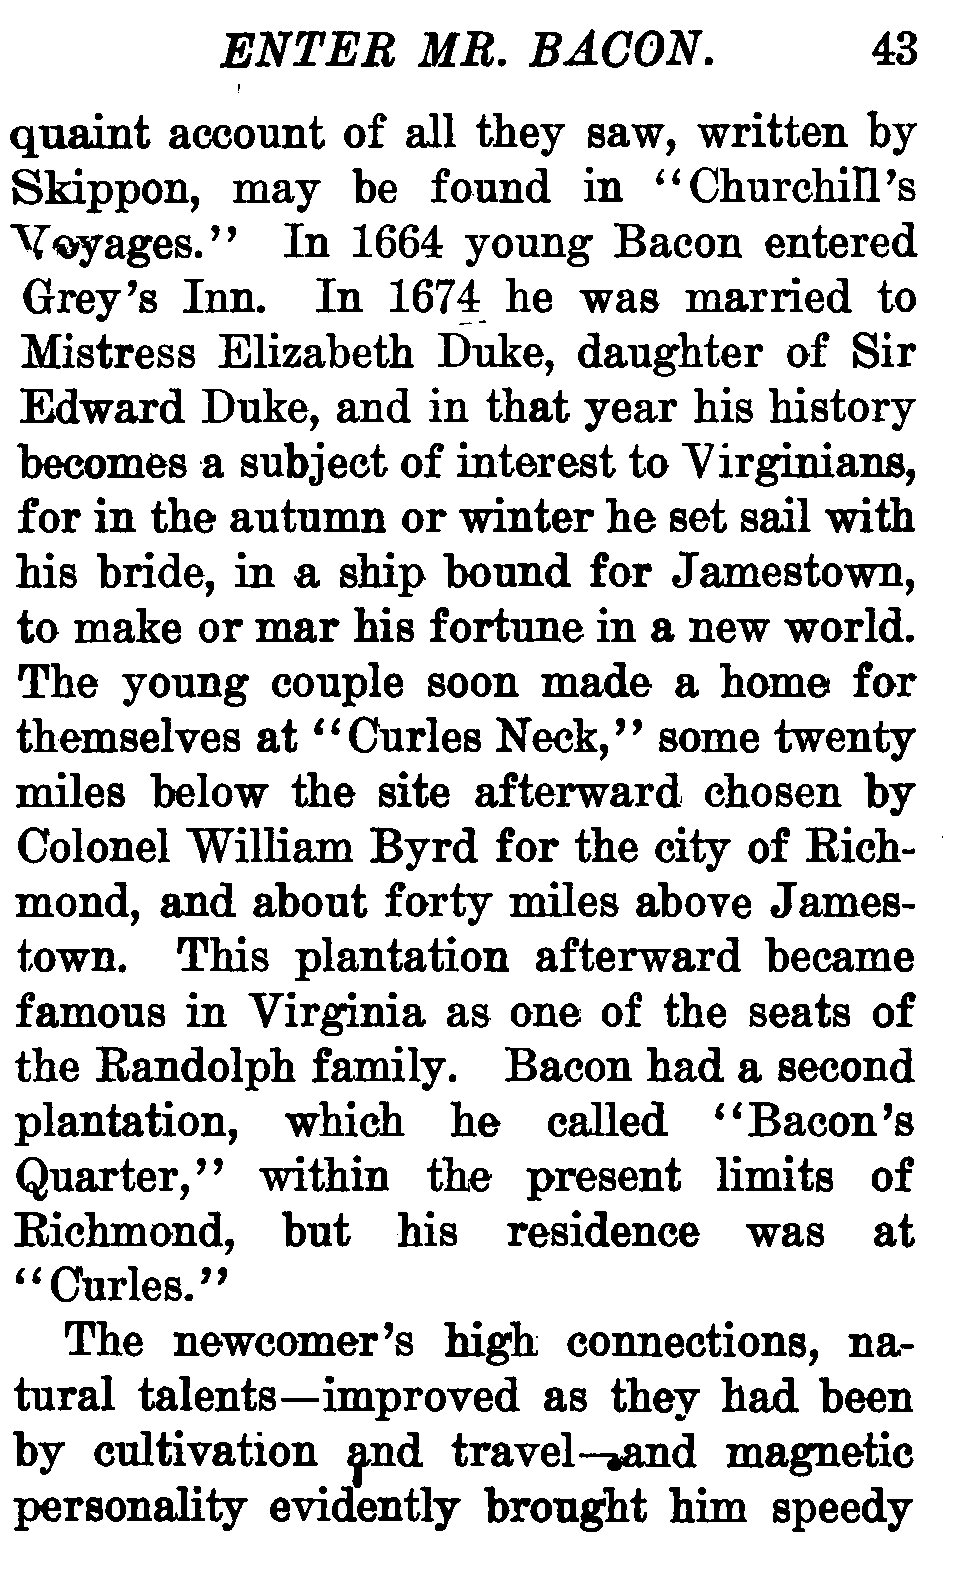 ENTER MR. BACON. 43
quaint account of all they saw, written by
Skippon, may be found in "Churchill's
Voyages." In 1664 young Bacon entered
Grey's Inn. In 1674 he was married to
Mistress Elizabeth Duke, daughter of Sir
Edward Duke, and in that year his history
becomes a subject of interest to Virginians,
for in the autumn or winter he set sail with
his bride, in a ship bound for Jamestown,
to make or mar his fortune in a new world.
The young couple soon made a home for
themselves at "Curles Neck," some twenty
miles below the site afterward chosen by
Colonel William Byrd for the city of Rich-
mond, and about forty miles above James-
town. This plantation afterward became
famous in Virginia as one of the seats of
the Randolph family. Bacon had a second
plantation, which he called "Bacon's
Quarter," within the present limits of
Richmond, but his residence was at
"Curles."
The newcomer's high connections, na-
tural talents—improved as they had been
by cultivation and travel—and magnetic
personality evidently brought him speedy